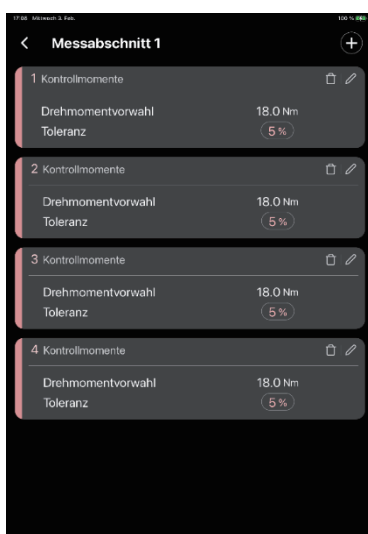 17:08 Mittwoch 3. Feb. 100 %
Messabschnitt 1
1 Kontrollmomente
Drehmomentvorwahl 18.0 Nm
Toleranz 5 %
2 Kontrollmomente
Drehmomentvorwahl 18.0 Nm
Toleranz 5 %
3 Kontrollmomente
Drehmomentvorwahl 18.0 Nm
Toleranz 5 %
4 Kontrollmomente
Drehmomentvorwahl 18.0 Nm
Toleranz 5 %